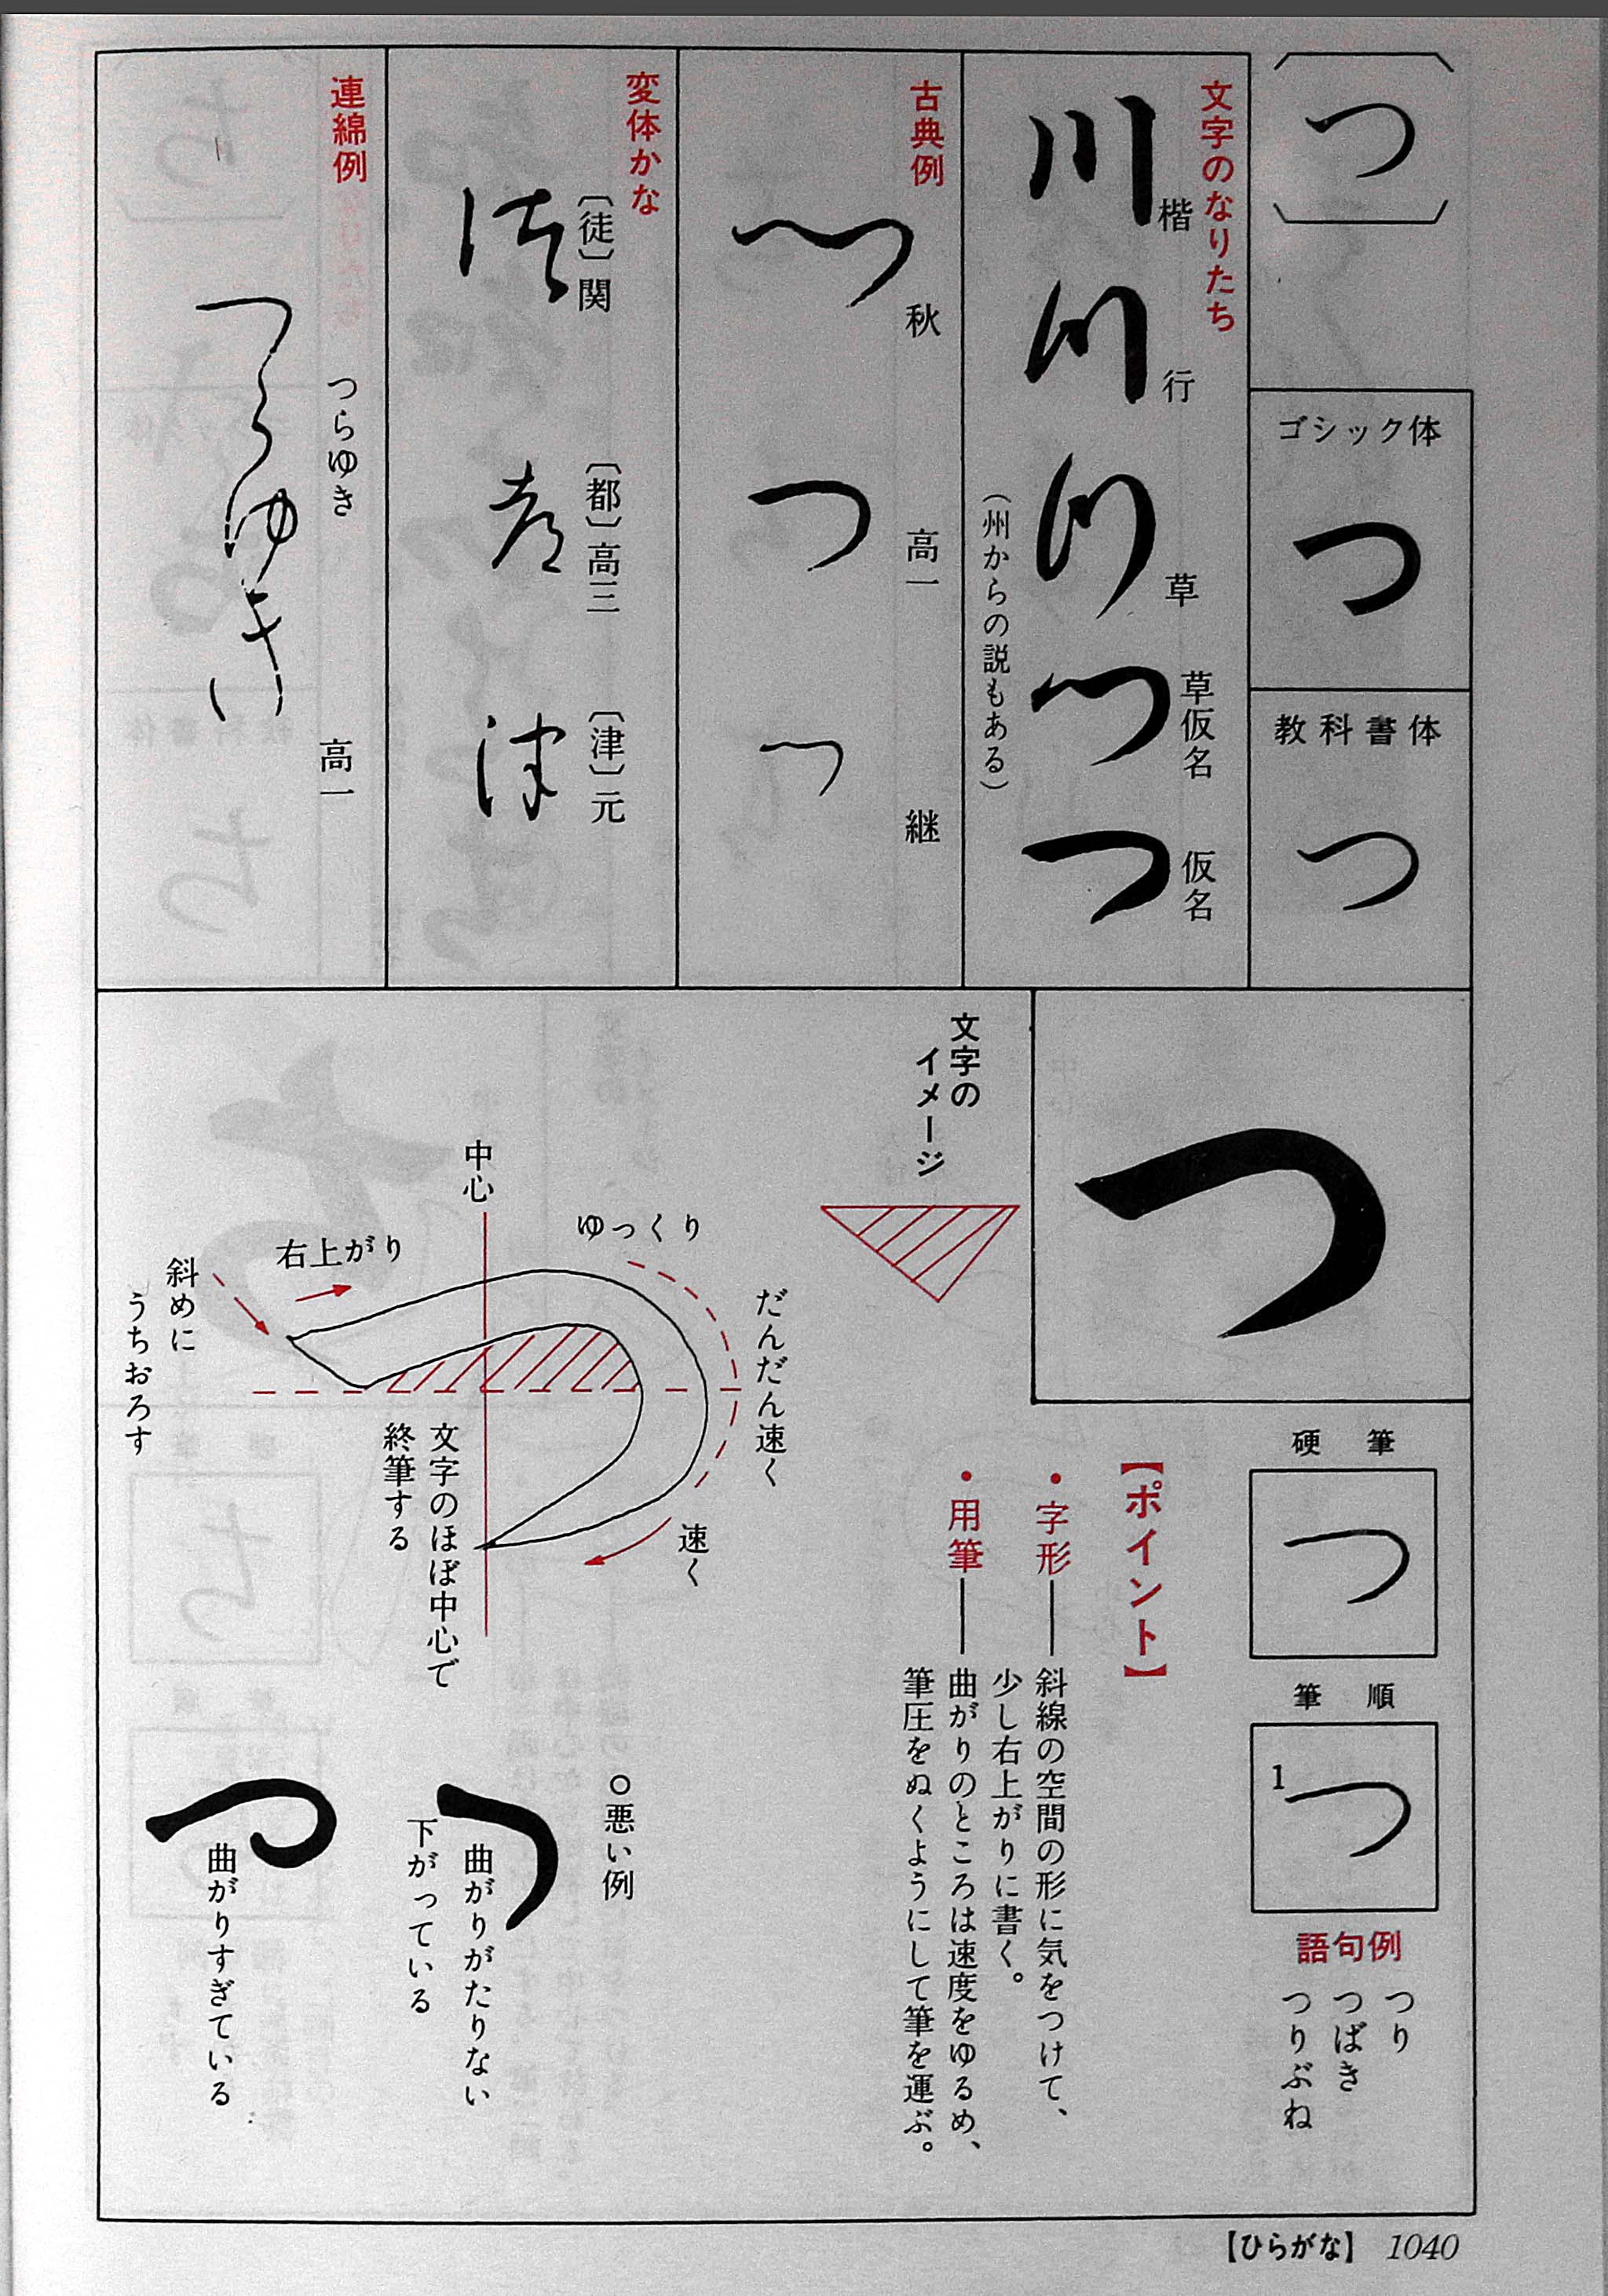 〔つ〕
ゴシック体
つ
教科書体
つ
文字のなりたち
川 楷
川 行
川 草
つ 草仮名
つ 仮名
（州からの説もある）
古典例
つ 秋
つ 高一
つ 継
変体かな
〔徒〕関
〔都〕高三
〔津〕元
連綿例
つらゆき
高一
つ
硬筆
つ
筆順
1
つ
語句例
つり
つばき
つりぶね
文字の
イメージ
【ポイント】
・字形――斜線の空間の形に気をつけて、
少し右上がりに書く。
・用筆――曲がりのところは速度をゆるめ、
筆圧をぬくようにして筆を運ぶ。
中心
ゆっくり
だんだん速く
速く
右上がり
斜めに
うちおろす
文字のほぼ中心で
終筆する
○悪い例
曲がりがたりない
下がっている
曲がりすぎている
【ひらがな】 1040